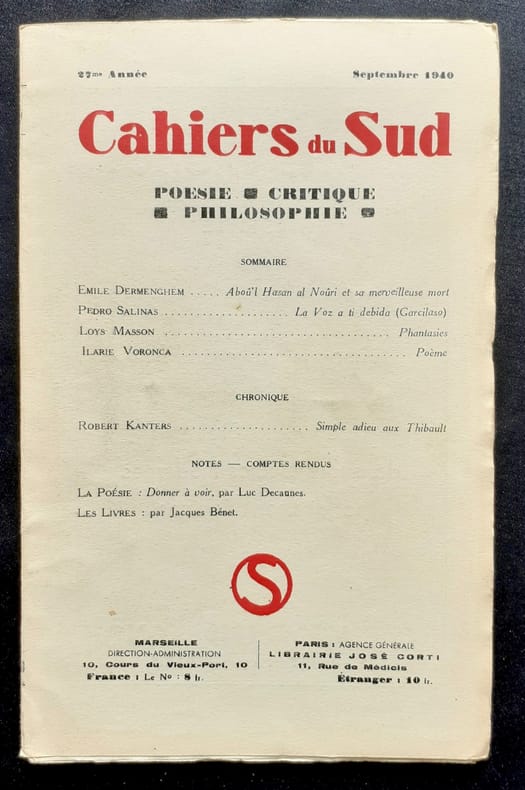 27me Année Septembre 1940
Cahiers du Sud
POESIE CRITIQUE
PHILOSOPHIE
SOMMAIRE
EMILE DERMENGHEM ..... Aboû'l Hasan al Noûri et sa merveilleuse mort
PEDRO SALINAS .................... La Voz a ti debida (Garcilaso)
LOYS MASSON .................................... Phantasies
ILARIE VORONCA .................................... Poème
CHRONIQUE
ROBERT KANTERS ..................... Simple adieu aux Thibault
NOTES — COMPTES RENDUS
LA POÉSIE : Donner à voir, par Luc Decaunes.
LES LIVRES : par Jacques Bénet.
S
MARSEILLE
DIRECTION-ADMINISTRATION
10, Cours du Vieux-Port, 10
France : Le No : 8 fr.
PARIS : AGENCE GÉNÉRALE
LIBRAIRIE JOSÉ CORTI
11, Rue de Médicis
Étranger : 10 fr.